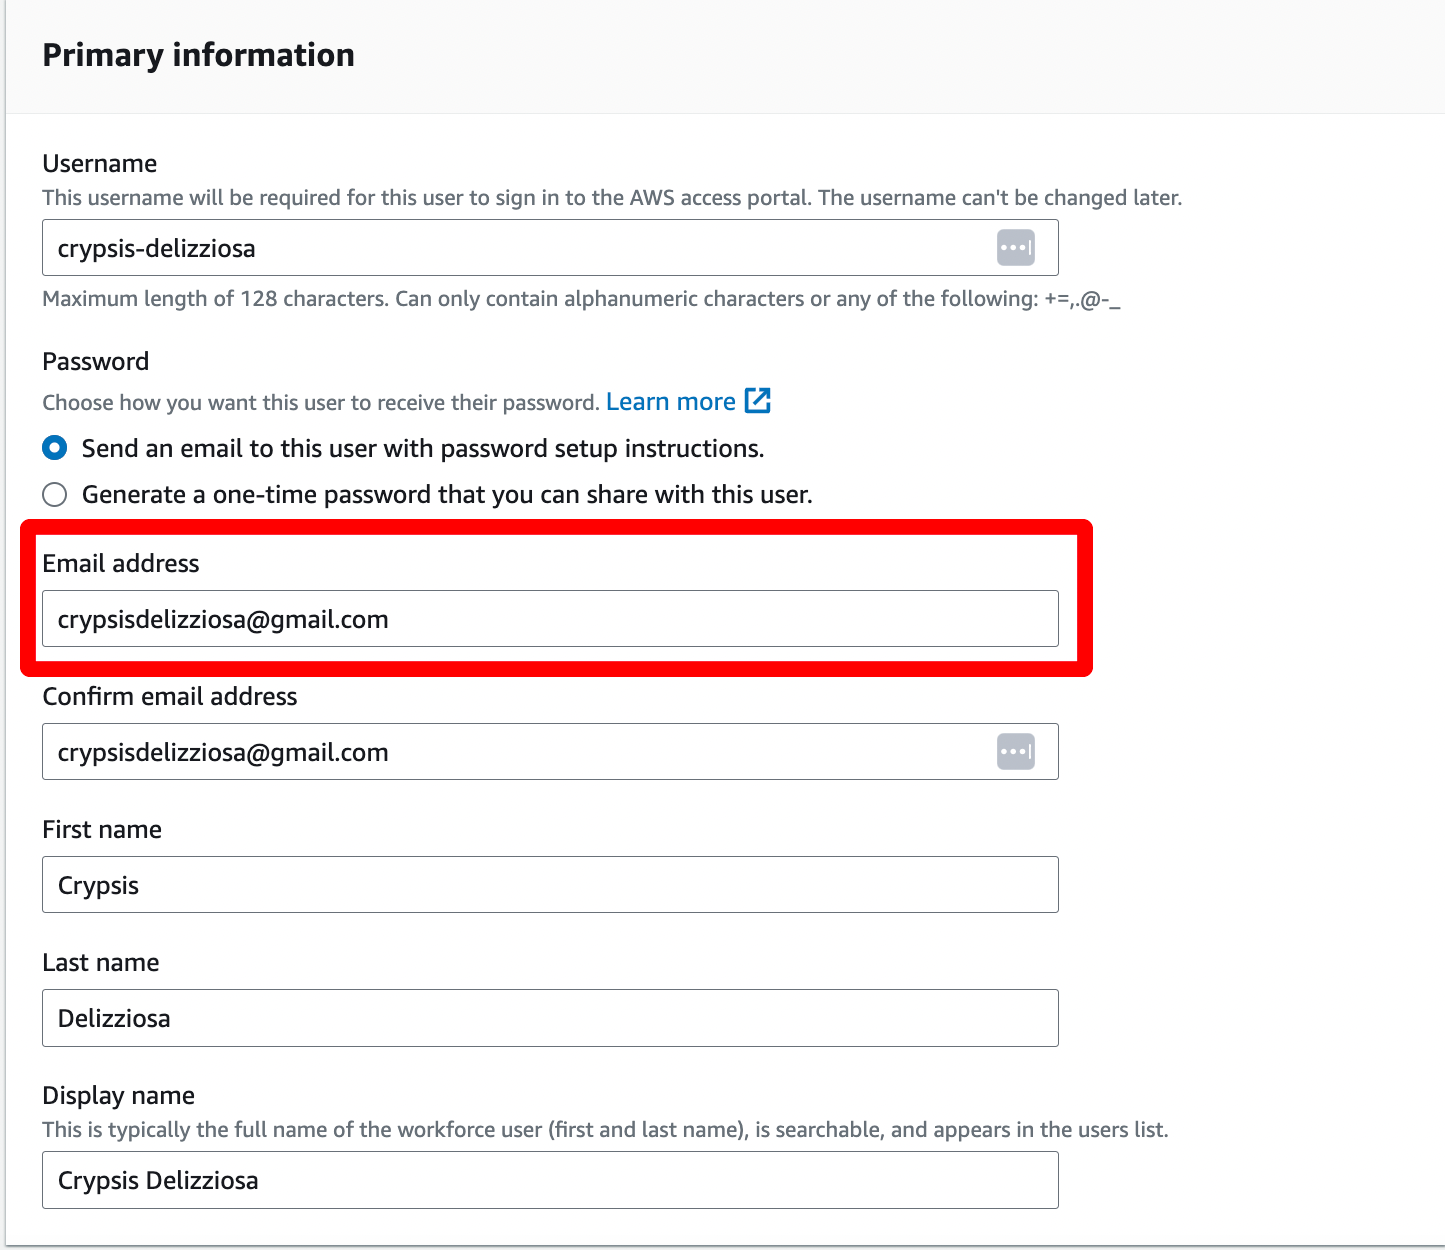 Primary information
Username
This username will be required for this user to sign in to the AWS access portal. The username can't be changed later.
crypsis-delizziosa
Maximum length of 128 characters. Can only contain alphanumeric characters or any of the following: +=,.@-_
Password
Choose how you want this user to receive their password. Learn more
Send an email to this user with password setup instructions.
Generate a one-time password that you can share with this user.
Email address
crypsisdelizziosa@gmail.com
Confirm email address
crypsisdelizziosa@gmail.com
First name
Crypsis
Last name
Delizziosa
Display name
This is typically the full name of the workforce user (first and last name), is searchable, and appears in the users list.
Crypsis Delizziosa